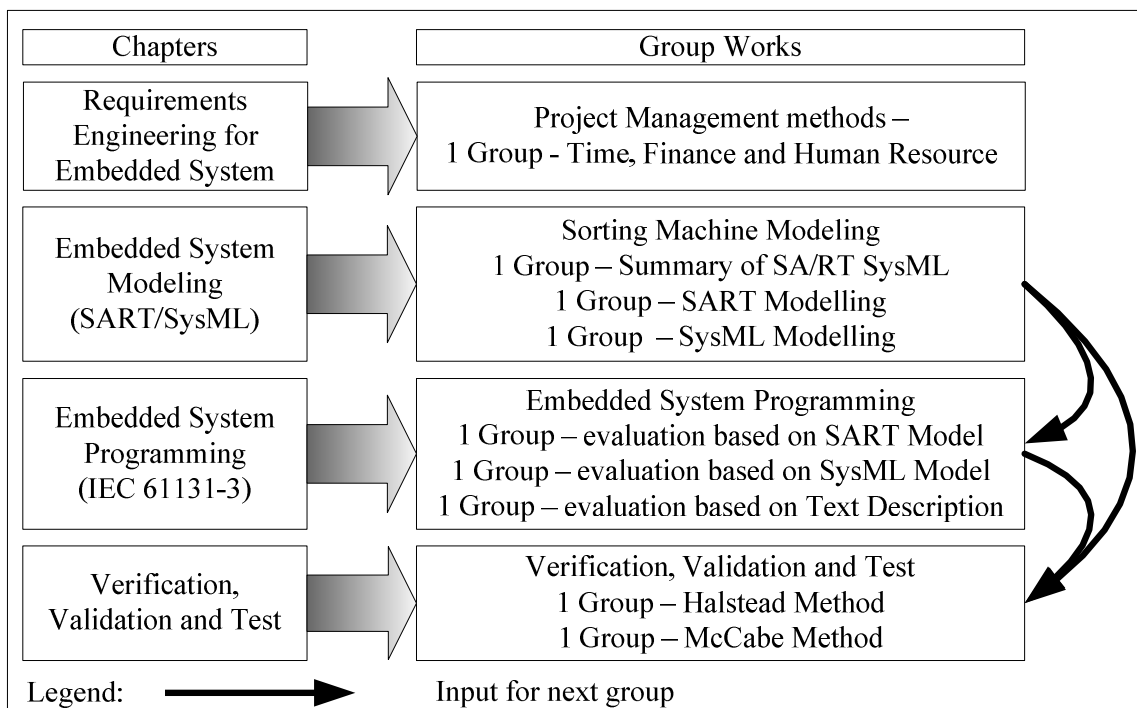 Chapters
Group Works
Requirements
Engineering for
Embedded System
Project Management methods –
1 Group - Time, Finance and Human Resource
Embedded System
Modeling
(SART/SysML)
Sorting Machine Modeling
1 Group – Summary of SA/RT SysML
1 Group – SART Modelling
1 Group – SysML Modelling
Embedded System
Programming
(IEC 61131-3)
Embedded System Programming
1 Group – evaluation based on SART Model
1 Group – evaluation based on SysML Model
1 Group – evaluation based on Text Description
Verification,
Validation and Test
Verification, Validation and Test
1 Group – Halstead Method
1 Group – McCabe Method
Legend:
Input for next group